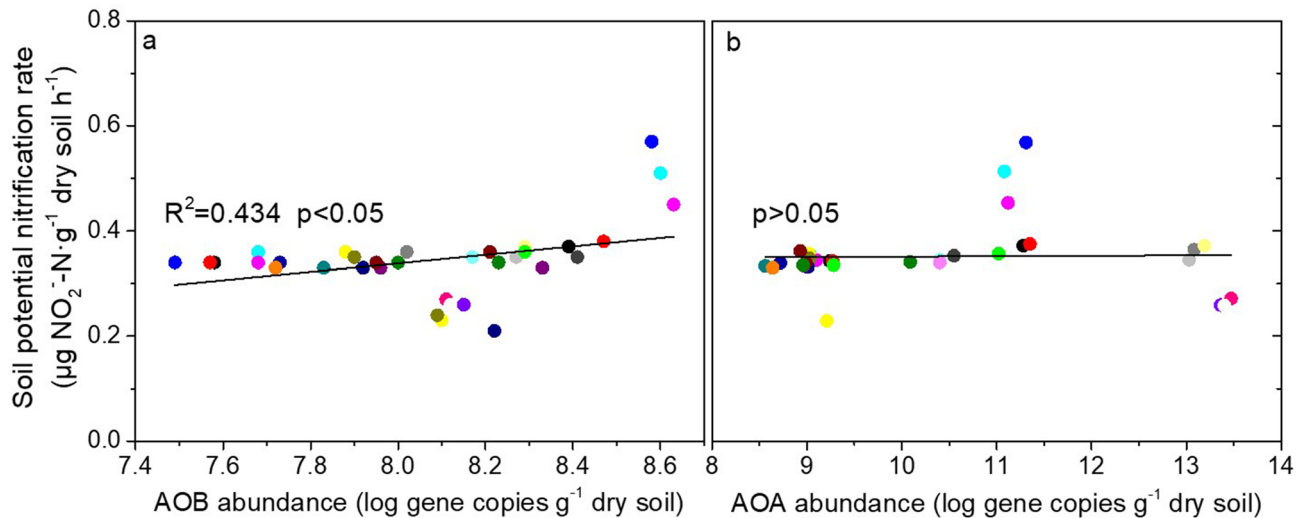 Soil potential nitrification rate
(µg NO₂⁻-N·g⁻¹ dry soil h⁻¹)
0.8
0.6
0.4
0.2
0.0
a
R²=0.434 p<0.05
7.4 7.6 7.8 8.0 8.2 8.4 8.6
AOB abundance (log gene copies g⁻¹ dry soil)
b
p>0.05
8 9 10 11 12 13 14
AOA abundance (log gene copies g⁻¹ dry soil)